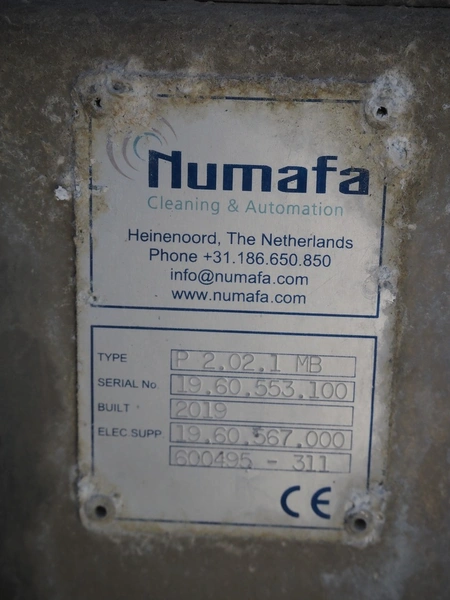 Numafa
Cleaning & Automation
Heinenoord, The Netherlands
Phone +31.186.650.850
info@numafa.com
www.numafa.com
TYPE P 2.02.1 MB
SERIAL No. 19.60.553.100
BUILT 2019
ELEC.SUPP 19.60.567.000
600495 - 311
CE